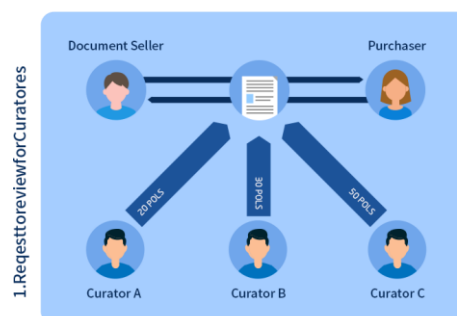 1.ReqesttoreviewforCuratores
Document Seller
Purchaser
20 POLS
30 POLS
50 POLS
Curator A
Curator B
Curator C